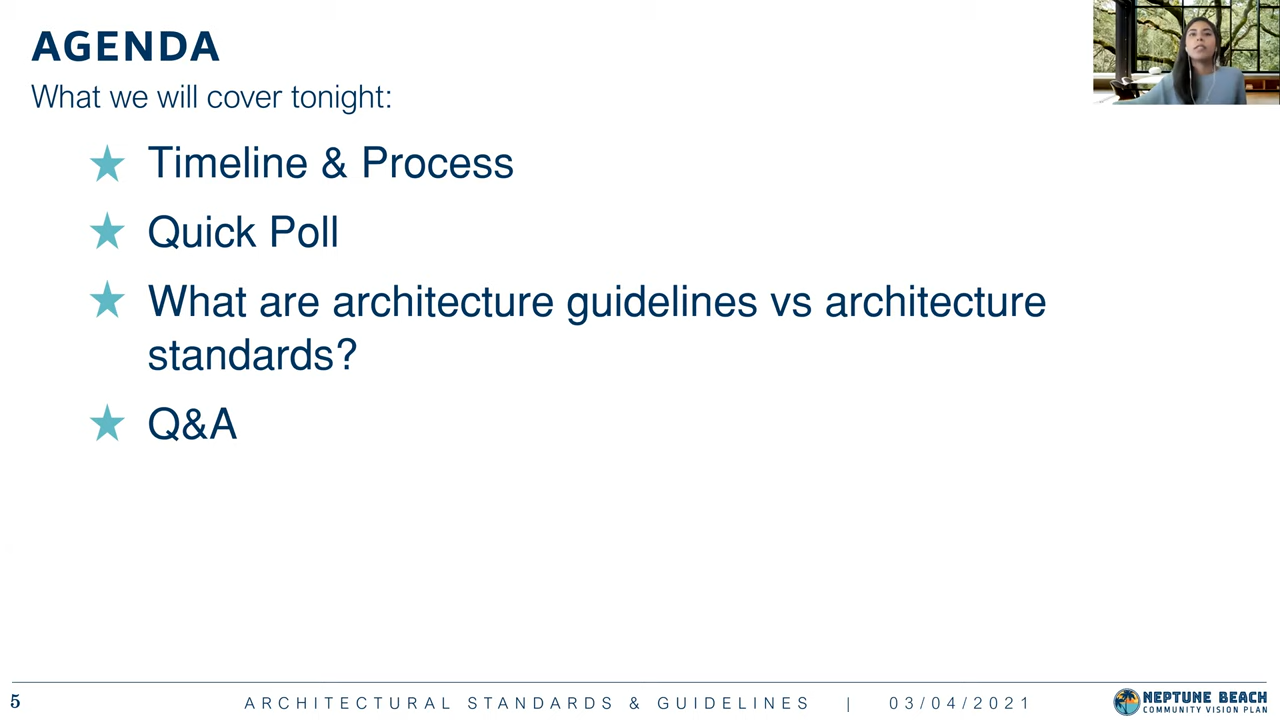 AGENDA
What we will cover tonight:
★ Timeline & Process
★ Quick Poll
★ What are architecture guidelines vs architecture
standards?
★ Q&A
5
ARCHITECTURAL STANDARDS & GUIDELINES | 03/04/2021
NEPTUNE BEACH
COMMUNITY VISION PLAN